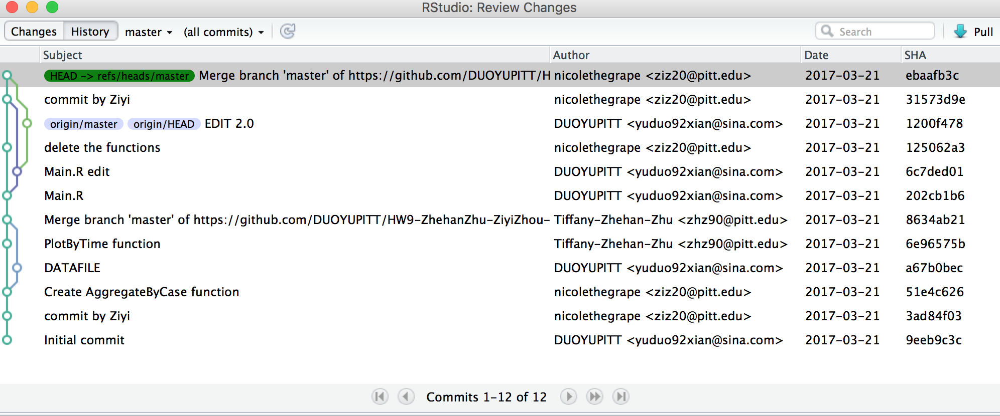 RStudio: Review Changes
Changes History master (all commits) Search Pull
Subject Author Date SHA
HEAD -> refs/heads/master Merge branch 'master' of https://github.com/DUOYUPITT/H nicolethegrape <ziz20@pitt.edu> 2017-03-21 ebaafb3c
commit by Ziyi nicolethegrape <ziz20@pitt.edu> 2017-03-21 31573d9e
origin/master origin/HEAD EDIT 2.0 DUOYUPITT <yuduo92xian@sina.com> 2017-03-21 1200f478
delete the functions nicolethegrape <ziz20@pitt.edu> 2017-03-21 125062a3
Main.R edit DUOYUPITT <yuduo92xian@sina.com> 2017-03-21 6c7ded01
Main.R DUOYUPITT <yuduo92xian@sina.com> 2017-03-21 202cb1b6
Merge branch 'master' of https://github.com/DUOYUPITT/HW9-ZhehanZhu-ZiyiZhou- Tiffany-Zhehan-Zhu <zhz90@pitt.edu> 2017-03-21 8634ab21
PlotByTime function Tiffany-Zhehan-Zhu <zhz90@pitt.edu> 2017-03-21 6e96575b
DATAFILE DUOYUPITT <yuduo92xian@sina.com> 2017-03-21 a67b0bec
Create AggregateByCase function nicolethegrape <ziz20@pitt.edu> 2017-03-21 51e4c626
commit by Ziyi nicolethegrape <ziz20@pitt.edu> 2017-03-21 3ad84f03
Initial commit DUOYUPITT <yuduo92xian@sina.com> 2017-03-21 9eeb9c3c
Commits 1-12 of 12